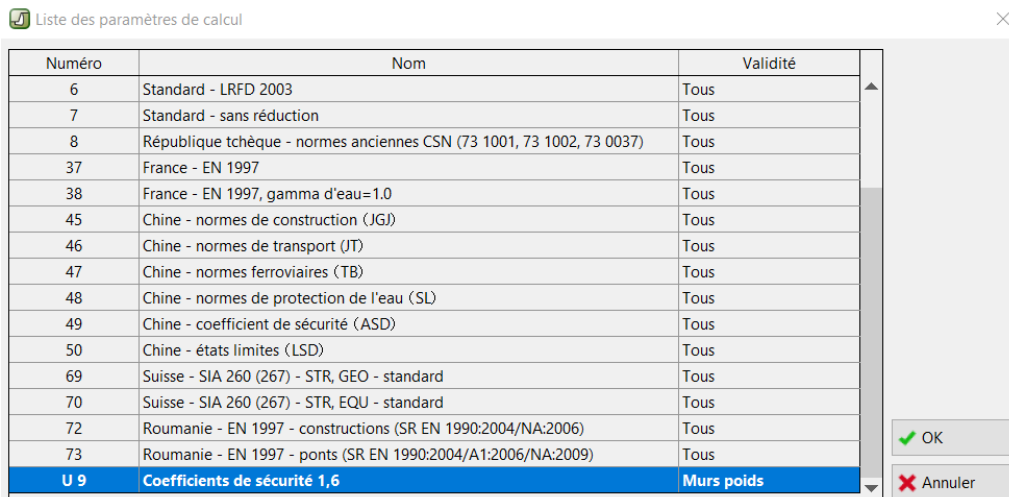 Liste des paramètres de calcul
Numéro Nom Validité
6 Standard - LRFD 2003 Tous
7 Standard - sans réduction Tous
8 République tchèque - normes anciennes CSN (73 1001, 73 1002, 73 0037) Tous
37 France - EN 1997 Tous
38 France - EN 1997, gamma d'eau=1.0 Tous
45 Chine - normes de construction（JGJ） Tous
46 Chine - normes de transport (JT) Tous
47 Chine - normes ferroviaires（TB） Tous
48 Chine - normes de protection de l'eau（SL） Tous
49 Chine - coefficient de sécurité（ASD） Tous
50 Chine - états limites（LSD） Tous
69 Suisse - SIA 260 (267) - STR, GEO - standard Tous
70 Suisse - SIA 260 (267) - STR, EQU - standard Tous
72 Roumanie - EN 1997 - constructions (SR EN 1990:2004/NA:2006) Tous
73 Roumanie - EN 1997 - ponts (SR EN 1990:2004/A1:2006/NA:2009) Tous
U 9 Coefficients de sécurité 1,6 Murs poids
OK
Annuler